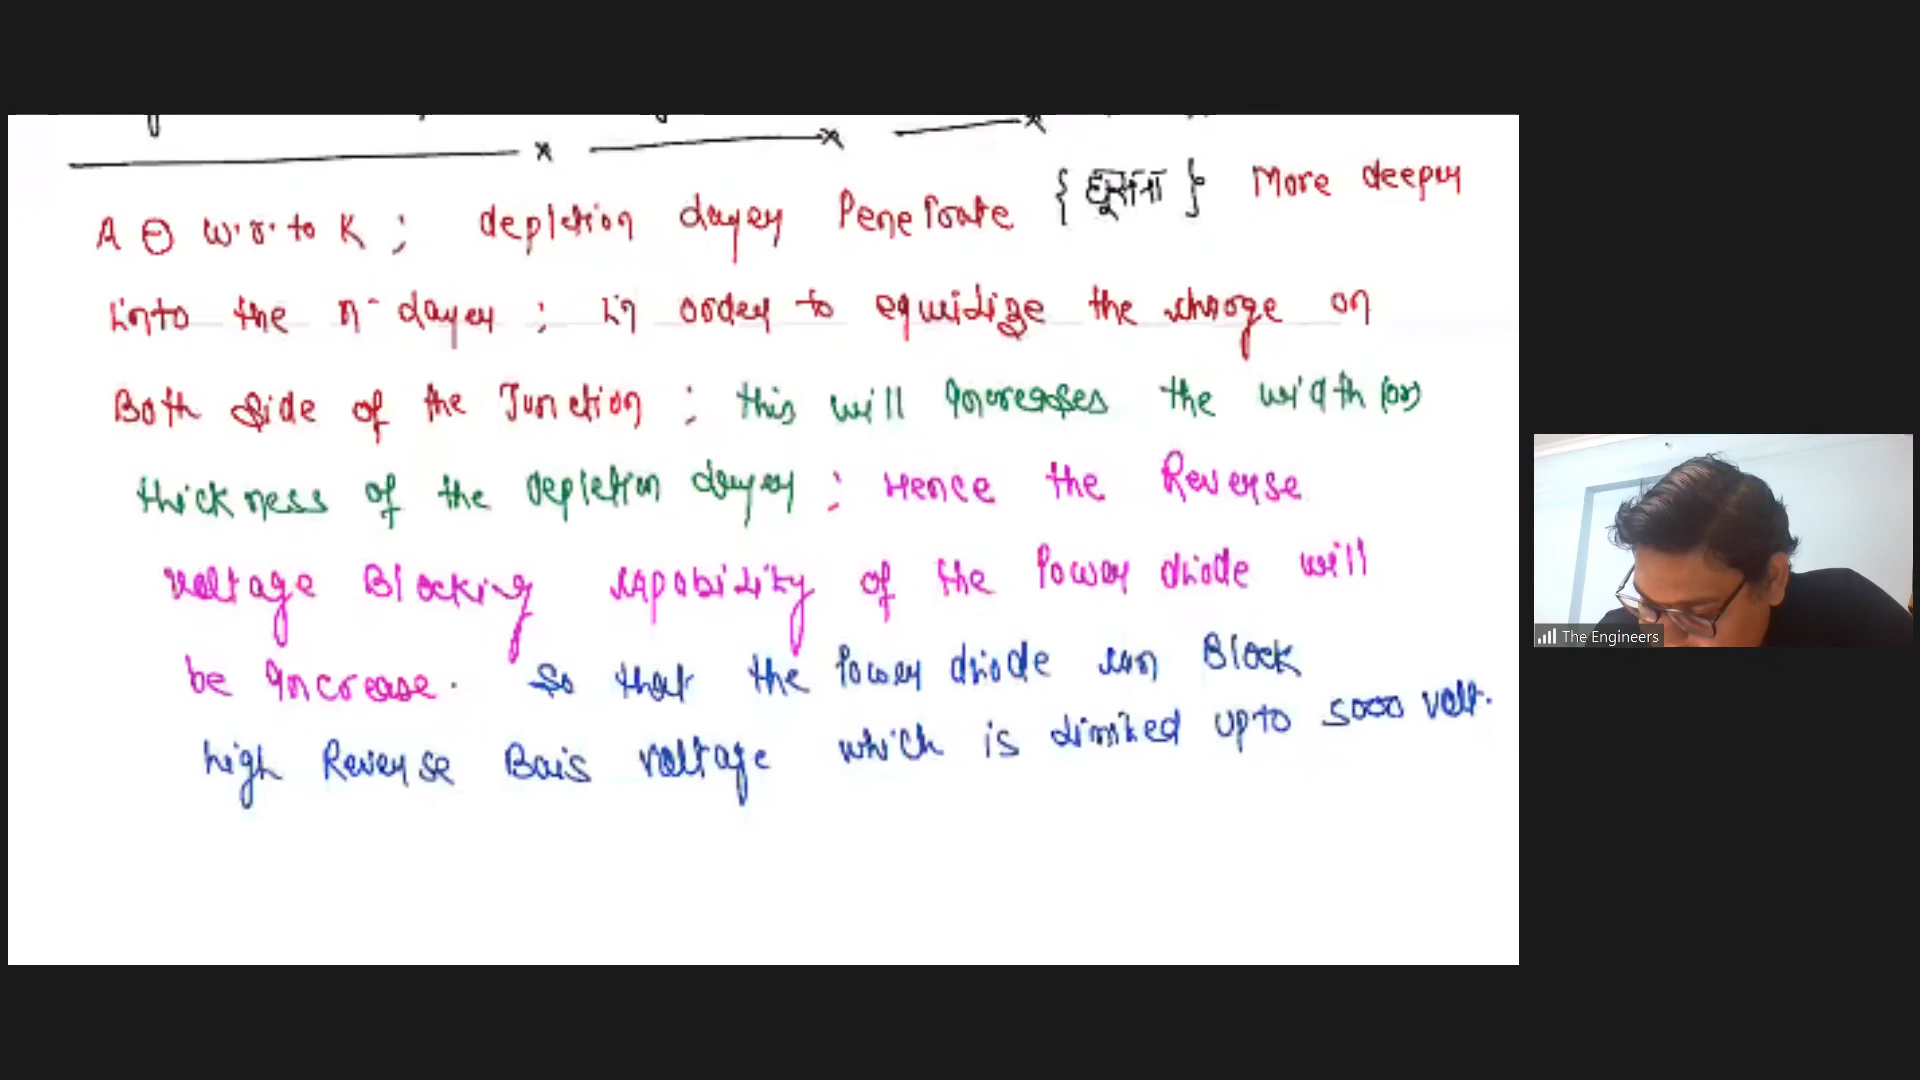 A ⊖ w.r.to K ; depletion layer Penetrate { घुसना } More deeply
into the n⁻ layer ; in order to equilize the charge on
Both side of the Junction ; this will increases the width (or)
thickness of the depletion layer ; Hence the Reverse
voltage Blocking capability of the Power diode will
be increase. So that the Power diode can Block
high Reverse Bais voltage which is limited upto 5000 volt.
The Engineers